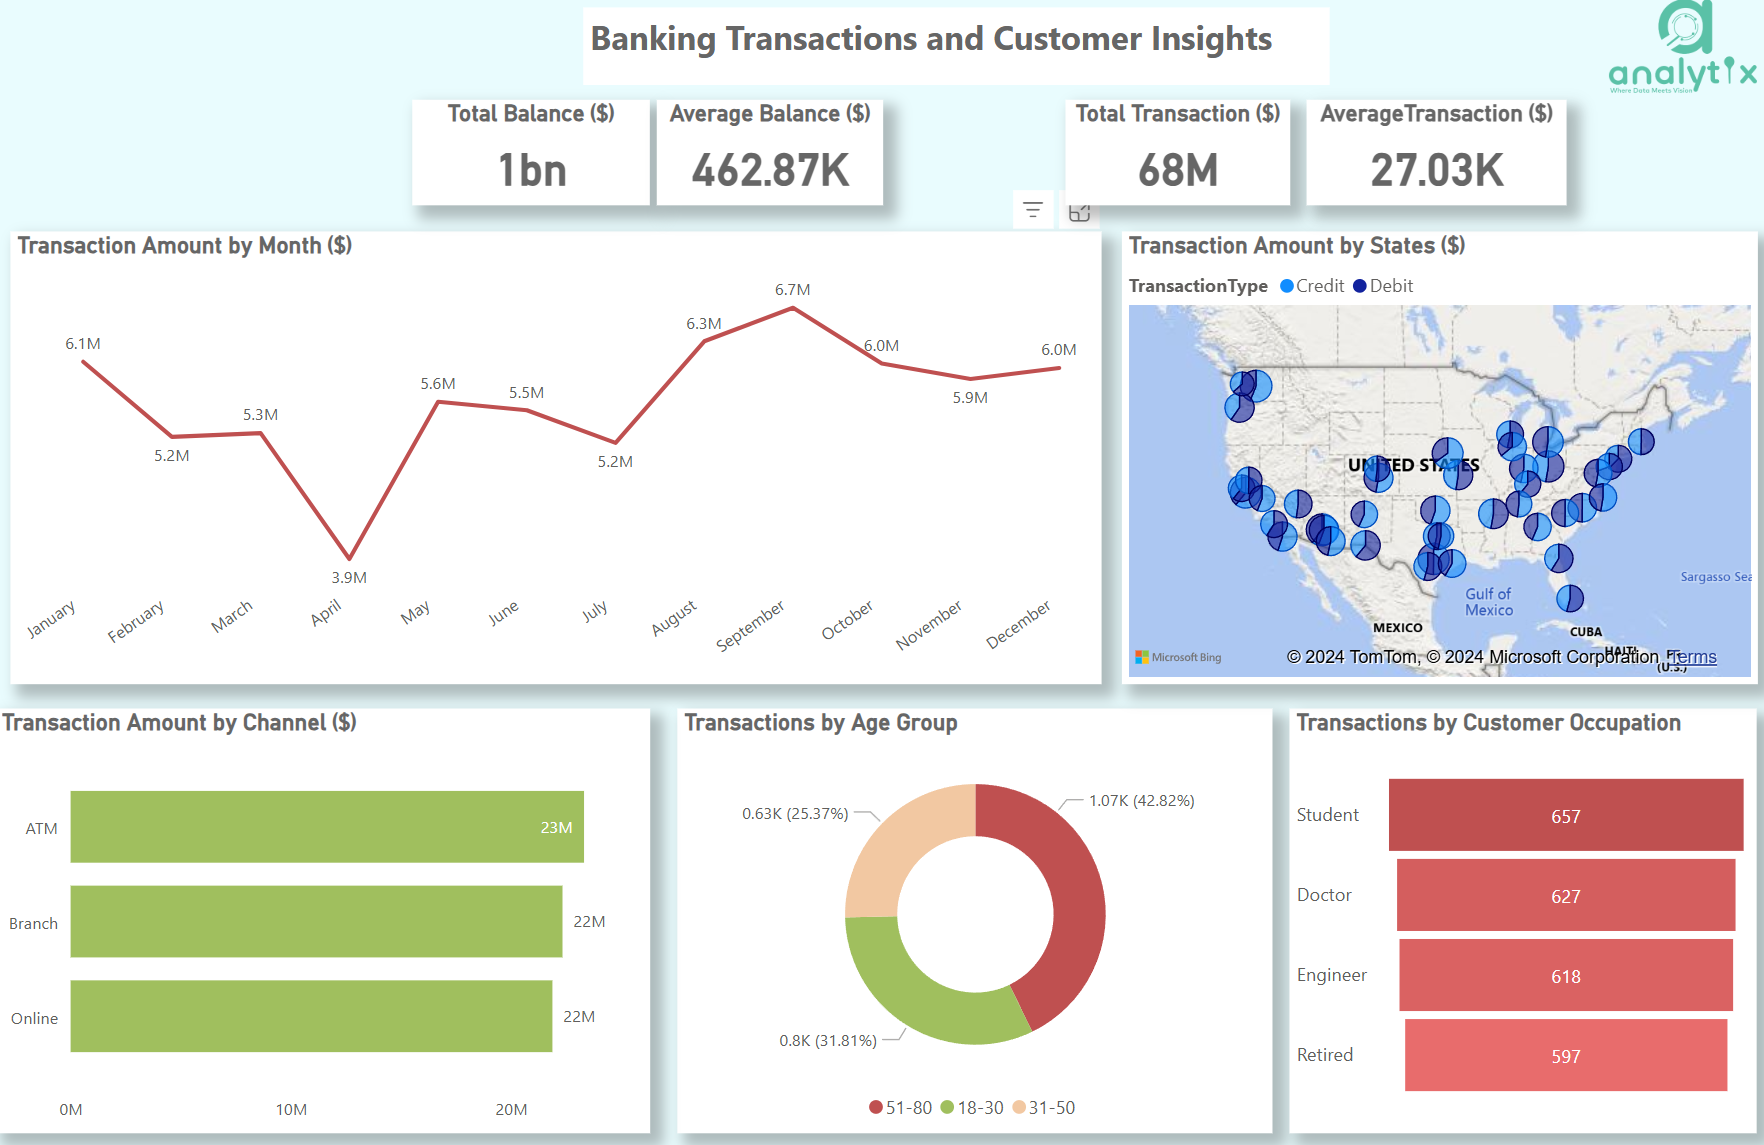 Banking Transactions and Customer Insights
analytix
Where Data Meets Vision
Total Balance ($)
1bn
Average Balance ($)
462.87K
Total Transaction ($)
68M
AverageTransaction ($)
27.03K
Transaction Amount by Month ($)
6.1M
5.2M
5.3M
3.9M
5.6M
5.5M
5.2M
6.3M
6.7M
6.0M
5.9M
6.0M
January
February
March
April
May
June
July
August
September
October
November
December
Transaction Amount by States ($)
TransactionType Credit Debit
UNITED STATES
Sargasso Sea
Gulf of
Mexico
MEXICO
CUBA
HAITI
(U.S.)
Microsoft Bing
© 2024 TomTom, © 2024 Microsoft Corporation Terms
Transaction Amount by Channel ($)
ATM
23M
Branch
22M
Online
22M
0M
10M
20M
Transactions by Age Group
0.63K (25.37%)
1.07K (42.82%)
0.8K (31.81%)
51-80 18-30 31-50
Transactions by Customer Occupation
Student
657
Doctor
627
Engineer
618
Retired
597